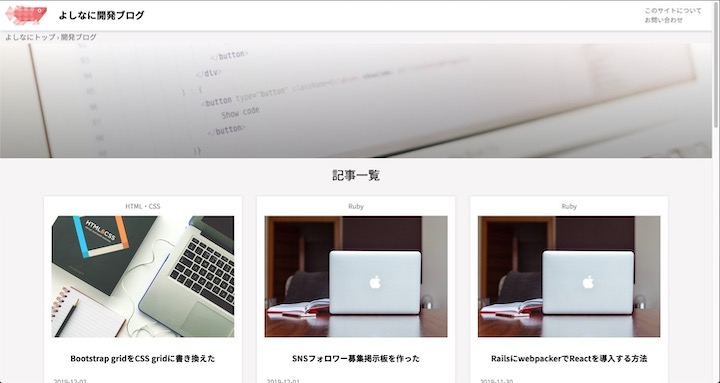 よしなに開発ブログ
このサイトについて
お問い合わせ
よしなにトップ › 開発ブログ
</button>
</div>
) : (
<button type="button" className=
Show code
</button>
)}
記事一覧
HTML・CSS
Ruby
Ruby
HTML&CSS
Bootstrap gridをCSS gridに書き換えた
SNSフォロワー募集掲示板を作った
RailsにwebpackerでReactを導入する方法
2019-12-02
2019-12-01
2019-11-30